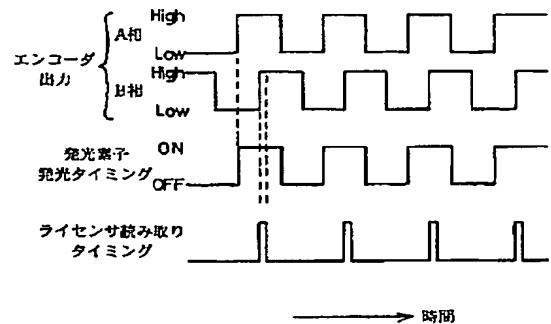 High
A相
Low
エンコーダ
出力
High
B相
Low
発光素子
発光タイミング
ON
OFF
ライセンサ読み取り
タイミング
時間